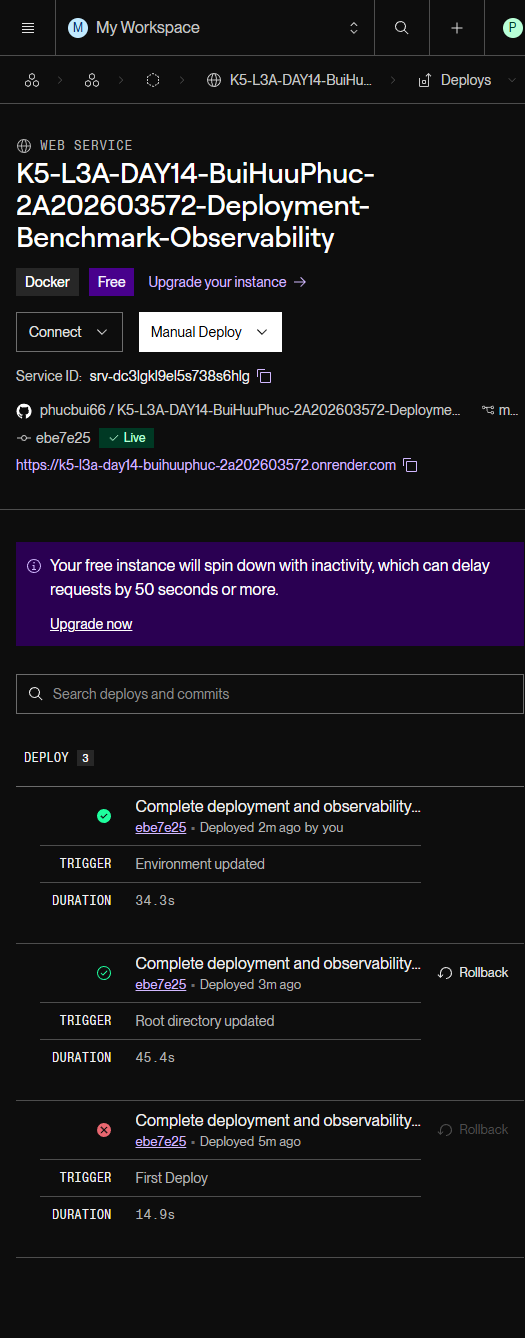 M My Workspace P
K5-L3A-DAY14-BuiHu... Deploys
WEB SERVICE
K5-L3A-DAY14-BuiHuuPhuc-
2A202603572-Deployment-
Benchmark-Observability
Docker Free Upgrade your instance →
Connect Manual Deploy
Service ID: srv-dc3lgkl9el5s738s6hlg
phucbui66 / K5-L3A-DAY14-BuiHuuPhuc-2A202603572-Deployme... m...
ebe7e25 Live
https://k5-l3a-day14-buihuuphuc-2a202603572.onrender.com
Your free instance will spin down with inactivity, which can delay
requests by 50 seconds or more.
Upgrade now
Search deploys and commits
DEPLOY 3
Complete deployment and observability...
ebe7e25 • Deployed 2m ago by you
TRIGGER Environment updated
DURATION 34.3s
Complete deployment and observability... Rollback
ebe7e25 • Deployed 3m ago
TRIGGER Root directory updated
DURATION 45.4s
Complete deployment and observability... Rollback
ebe7e25 • Deployed 5m ago
TRIGGER First Deploy
DURATION 14.9s